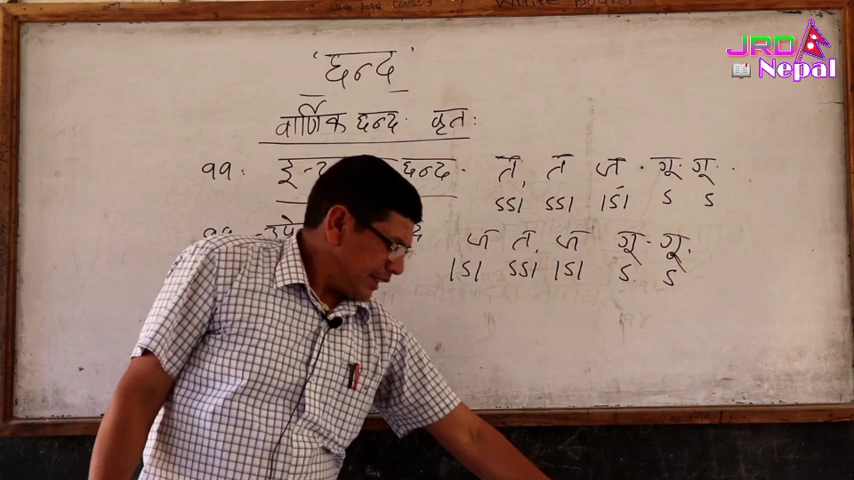 'छन्द'
वार्णिक छन्द. वृत:
११. छन्द. त. त ज. गू. गू.
ऽऽ। ऽऽ। ।ऽ। ऽ ऽ
ज त. ज गू. गू.
।ऽ। ऽऽ। ।ऽ। ऽ ऽ
JRD
Nepal